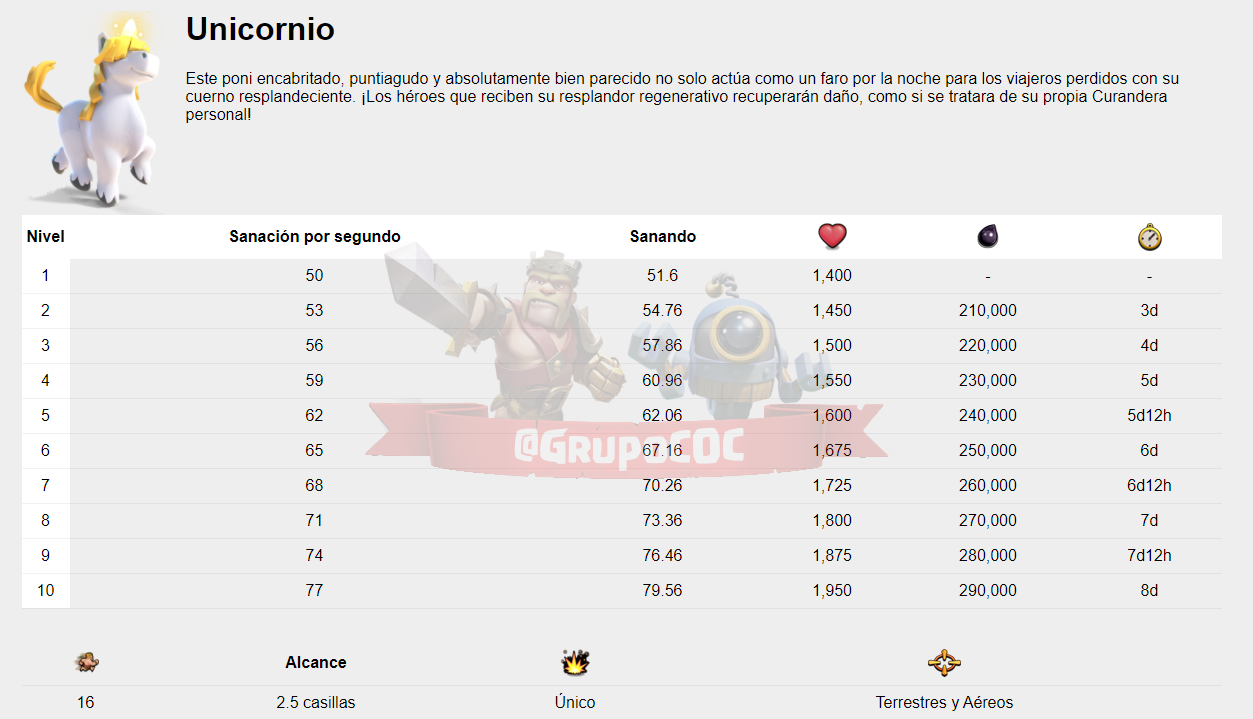 Unicornio
Este poni encabritado, puntiagudo y absolutamente bien parecido no solo actúa como un faro por la noche para los viajeros perdidos con su
cuerno resplandeciente. ¡Los héroes que reciben su resplandor regenerativo recuperarán daño, como si se tratara de su propia Curandera
personal!
Nivel Sanación por segundo Sanando
1 50 51.6 1,400 - -
2 53 54.76 1,450 210,000 3d
3 56 57.86 1,500 220,000 4d
4 59 60.96 1,550 230,000 5d
5 62 62.06 1,600 240,000 5d12h
6 65 67.16 1,675 250,000 6d
7 68 70.26 1,725 260,000 6d12h
8 71 73.36 1,800 270,000 7d
9 74 76.46 1,875 280,000 7d12h
10 77 79.56 1,950 290,000 8d
@GrupoCOC
Alcance
16 2.5 casillas Único Terrestres y Aéreos